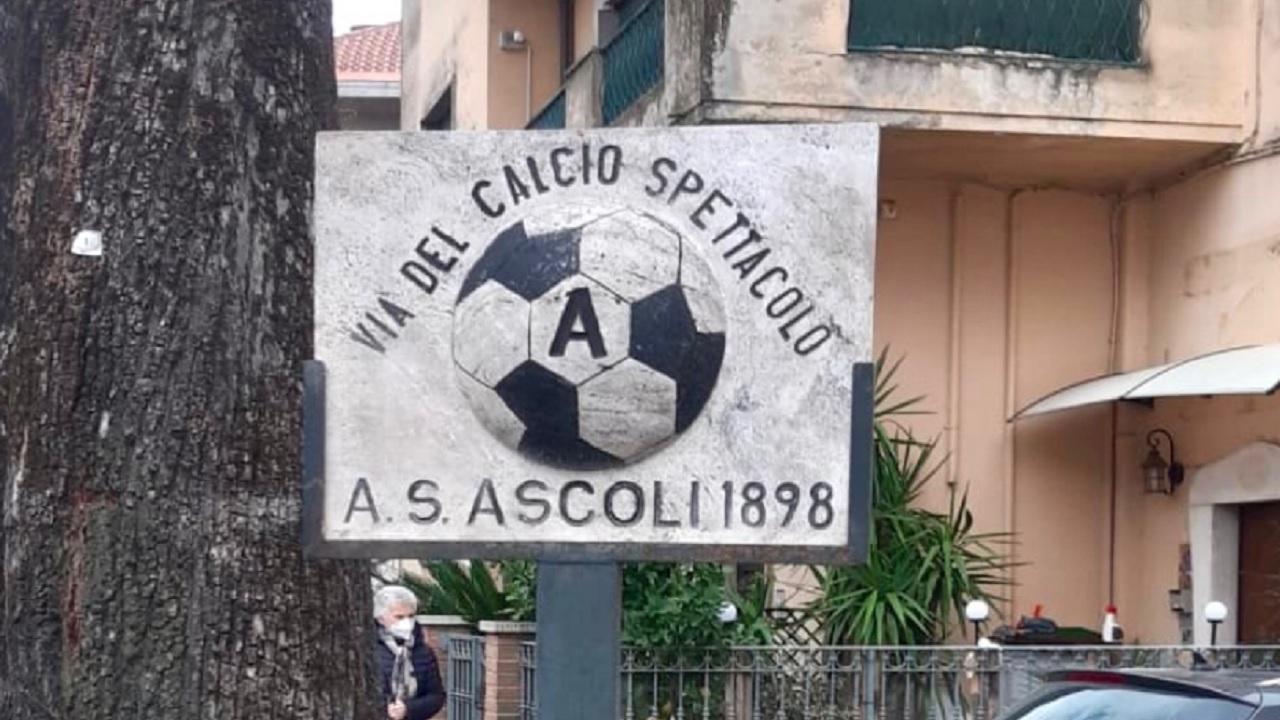 VIA DEL CALCIO SPETTACOLO
A
A.S. ASCOLI 1898